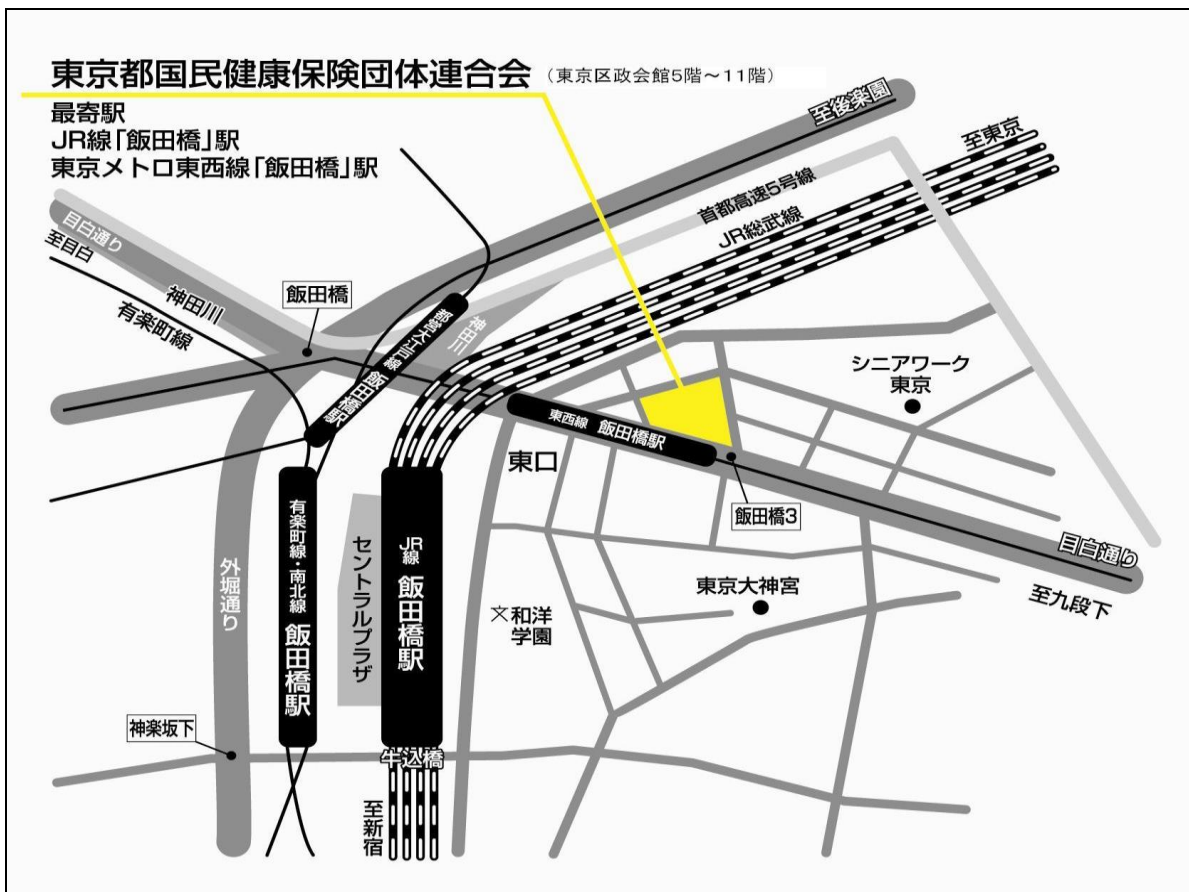 東京都国民健康保険団体連合会(東京区政会館5階～11階)
最寄駅
JR線「飯田橋」駅
東京メトロ東西線「飯田橋」駅
至後楽園
至東京
首都高速5号線
JR総武線
目白通り
至目白
神田川
有楽町線
飯田橋
都営大江戸線 飯田橋駅
神田川
シニアワーク
東京
東西線 飯田橋駅
東口
飯田橋3
目白通り
至九段下
外堀通り
有楽町線・南北線 飯田橋駅
セントラルプラザ
JR線 飯田橋駅
東京大神宮
文和洋
学園
神楽坂下
牛込橋
至新宿